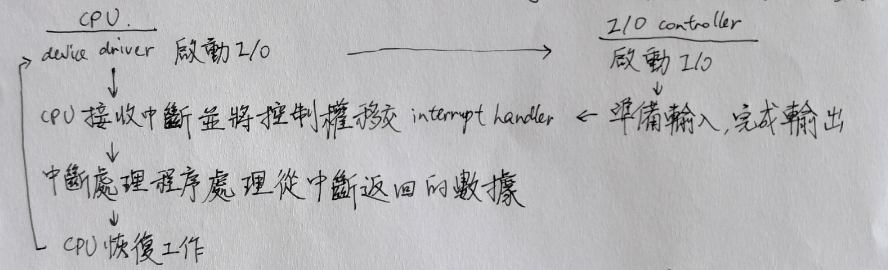 CPU.
I/O controller
device driver 啟動 I/O
啟動 I/O
CPU 接收中斷並將控制權移交 interrupt handler ← 準備輸入,完成輸出
中斷處理程序處理從中斷返回的數據
CPU 恢復工作